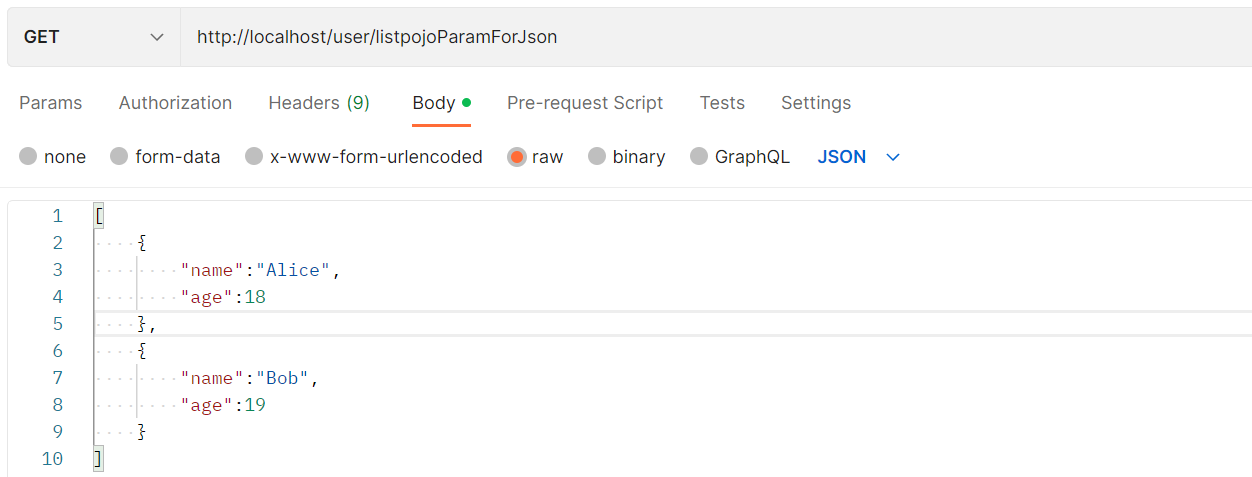 GET http://localhost/user/listpojoParamForJson
Params Authorization Headers (9) Body Pre-request Script Tests Settings
none form-data x-www-form-urlencoded raw binary GraphQL JSON
1 [
2 {
3 "name":"Alice",
4 "age":18
5 },
6 {
7 "name":"Bob",
8 "age":19
9 }
10 ]